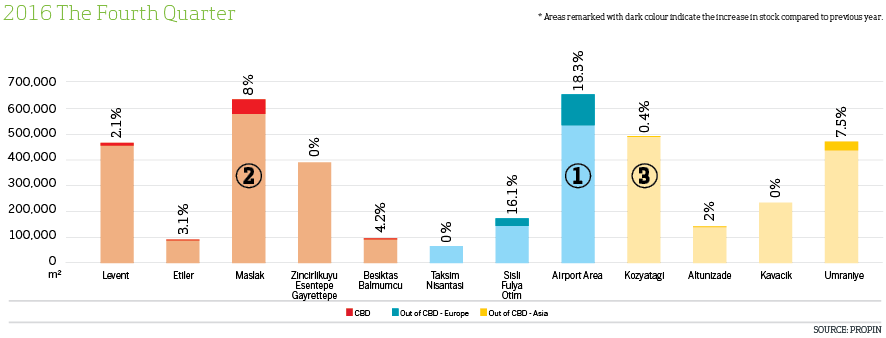 2016 The Fourth Quarter
* Areas remarked with dark colour indicate the increase in stock compared to previous year.
700,000
600,000
500,000
400,000
300,000
200,000
100,000
0
m²
2.1%
3.1%
8%
0%
4.2%
0%
16.1%
18.3%
0.4%
2%
0%
7.5%
2
1
3
Levent
Etiler
Maslak
Zincirlikuyu
Esentepe
Gayrettepe
Besiktas
Balmumcu
Taksim
Nisantasi
Sisli
Fulya
Otim
Airport Area
Kozyatagi
Altunizade
Kavacik
Umraniye
CBD
Out of CBD - Europe
Out of CBD - Asia
SOURCE: PROPIN